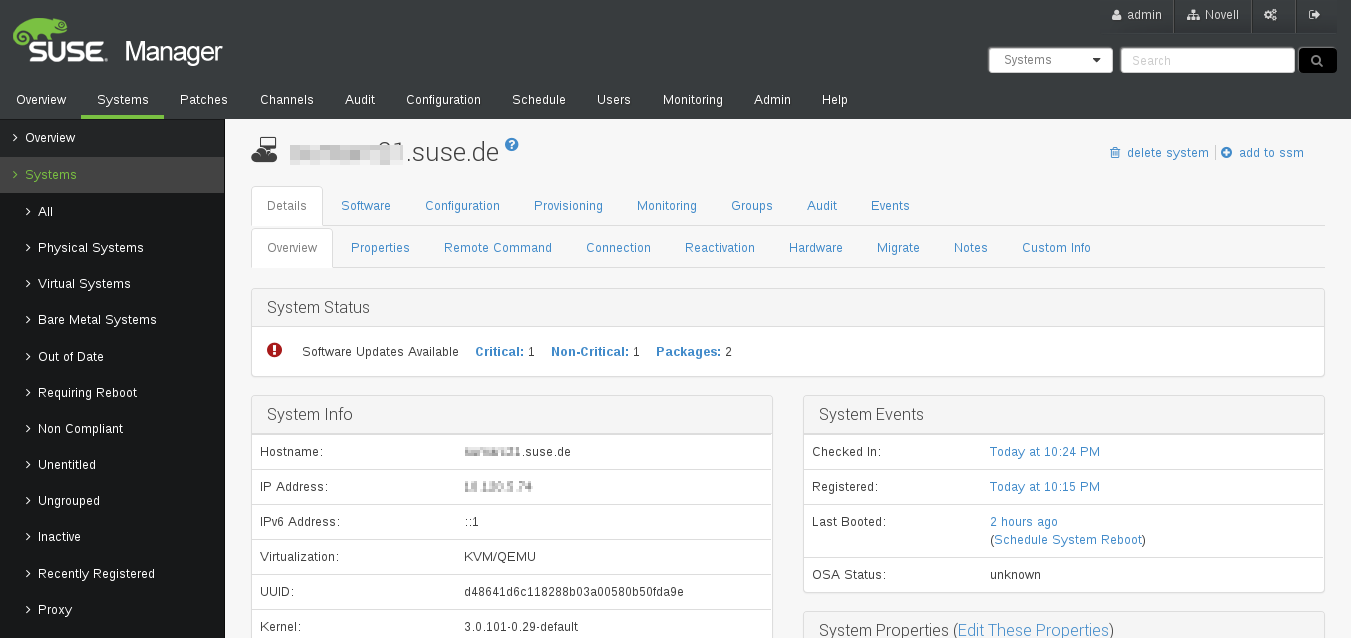 admin Novell
SUSE Manager
Systems Search
Overview Systems Patches Channels Audit Configuration Schedule Users Monitoring Admin Help
Overview
Systems
All
Physical Systems
Virtual Systems
Bare Metal Systems
Out of Date
Requiring Reboot
Non Compliant
Unentitled
Ungrouped
Inactive
Recently Registered
Proxy
.suse.de ?
delete system add to ssm
Details Software Configuration Provisioning Monitoring Groups Audit Events
Overview Properties Remote Command Connection Reactivation Hardware Migrate Notes Custom Info
System Status
Software Updates Available Critical: 1 Non-Critical: 1 Packages: 2
System Info
Hostname: .suse.de
IP Address:
IPv6 Address: ::1
Virtualization: KVM/QEMU
UUID: d48641d6c118288b03a00580b50fda9e
Kernel: 3.0.101-0.29-default
System Events
Checked In: Today at 10:24 PM
Registered: Today at 10:15 PM
Last Booted: 2 hours ago
(Schedule System Reboot)
OSA Status: unknown
System Properties (Edit These Properties)